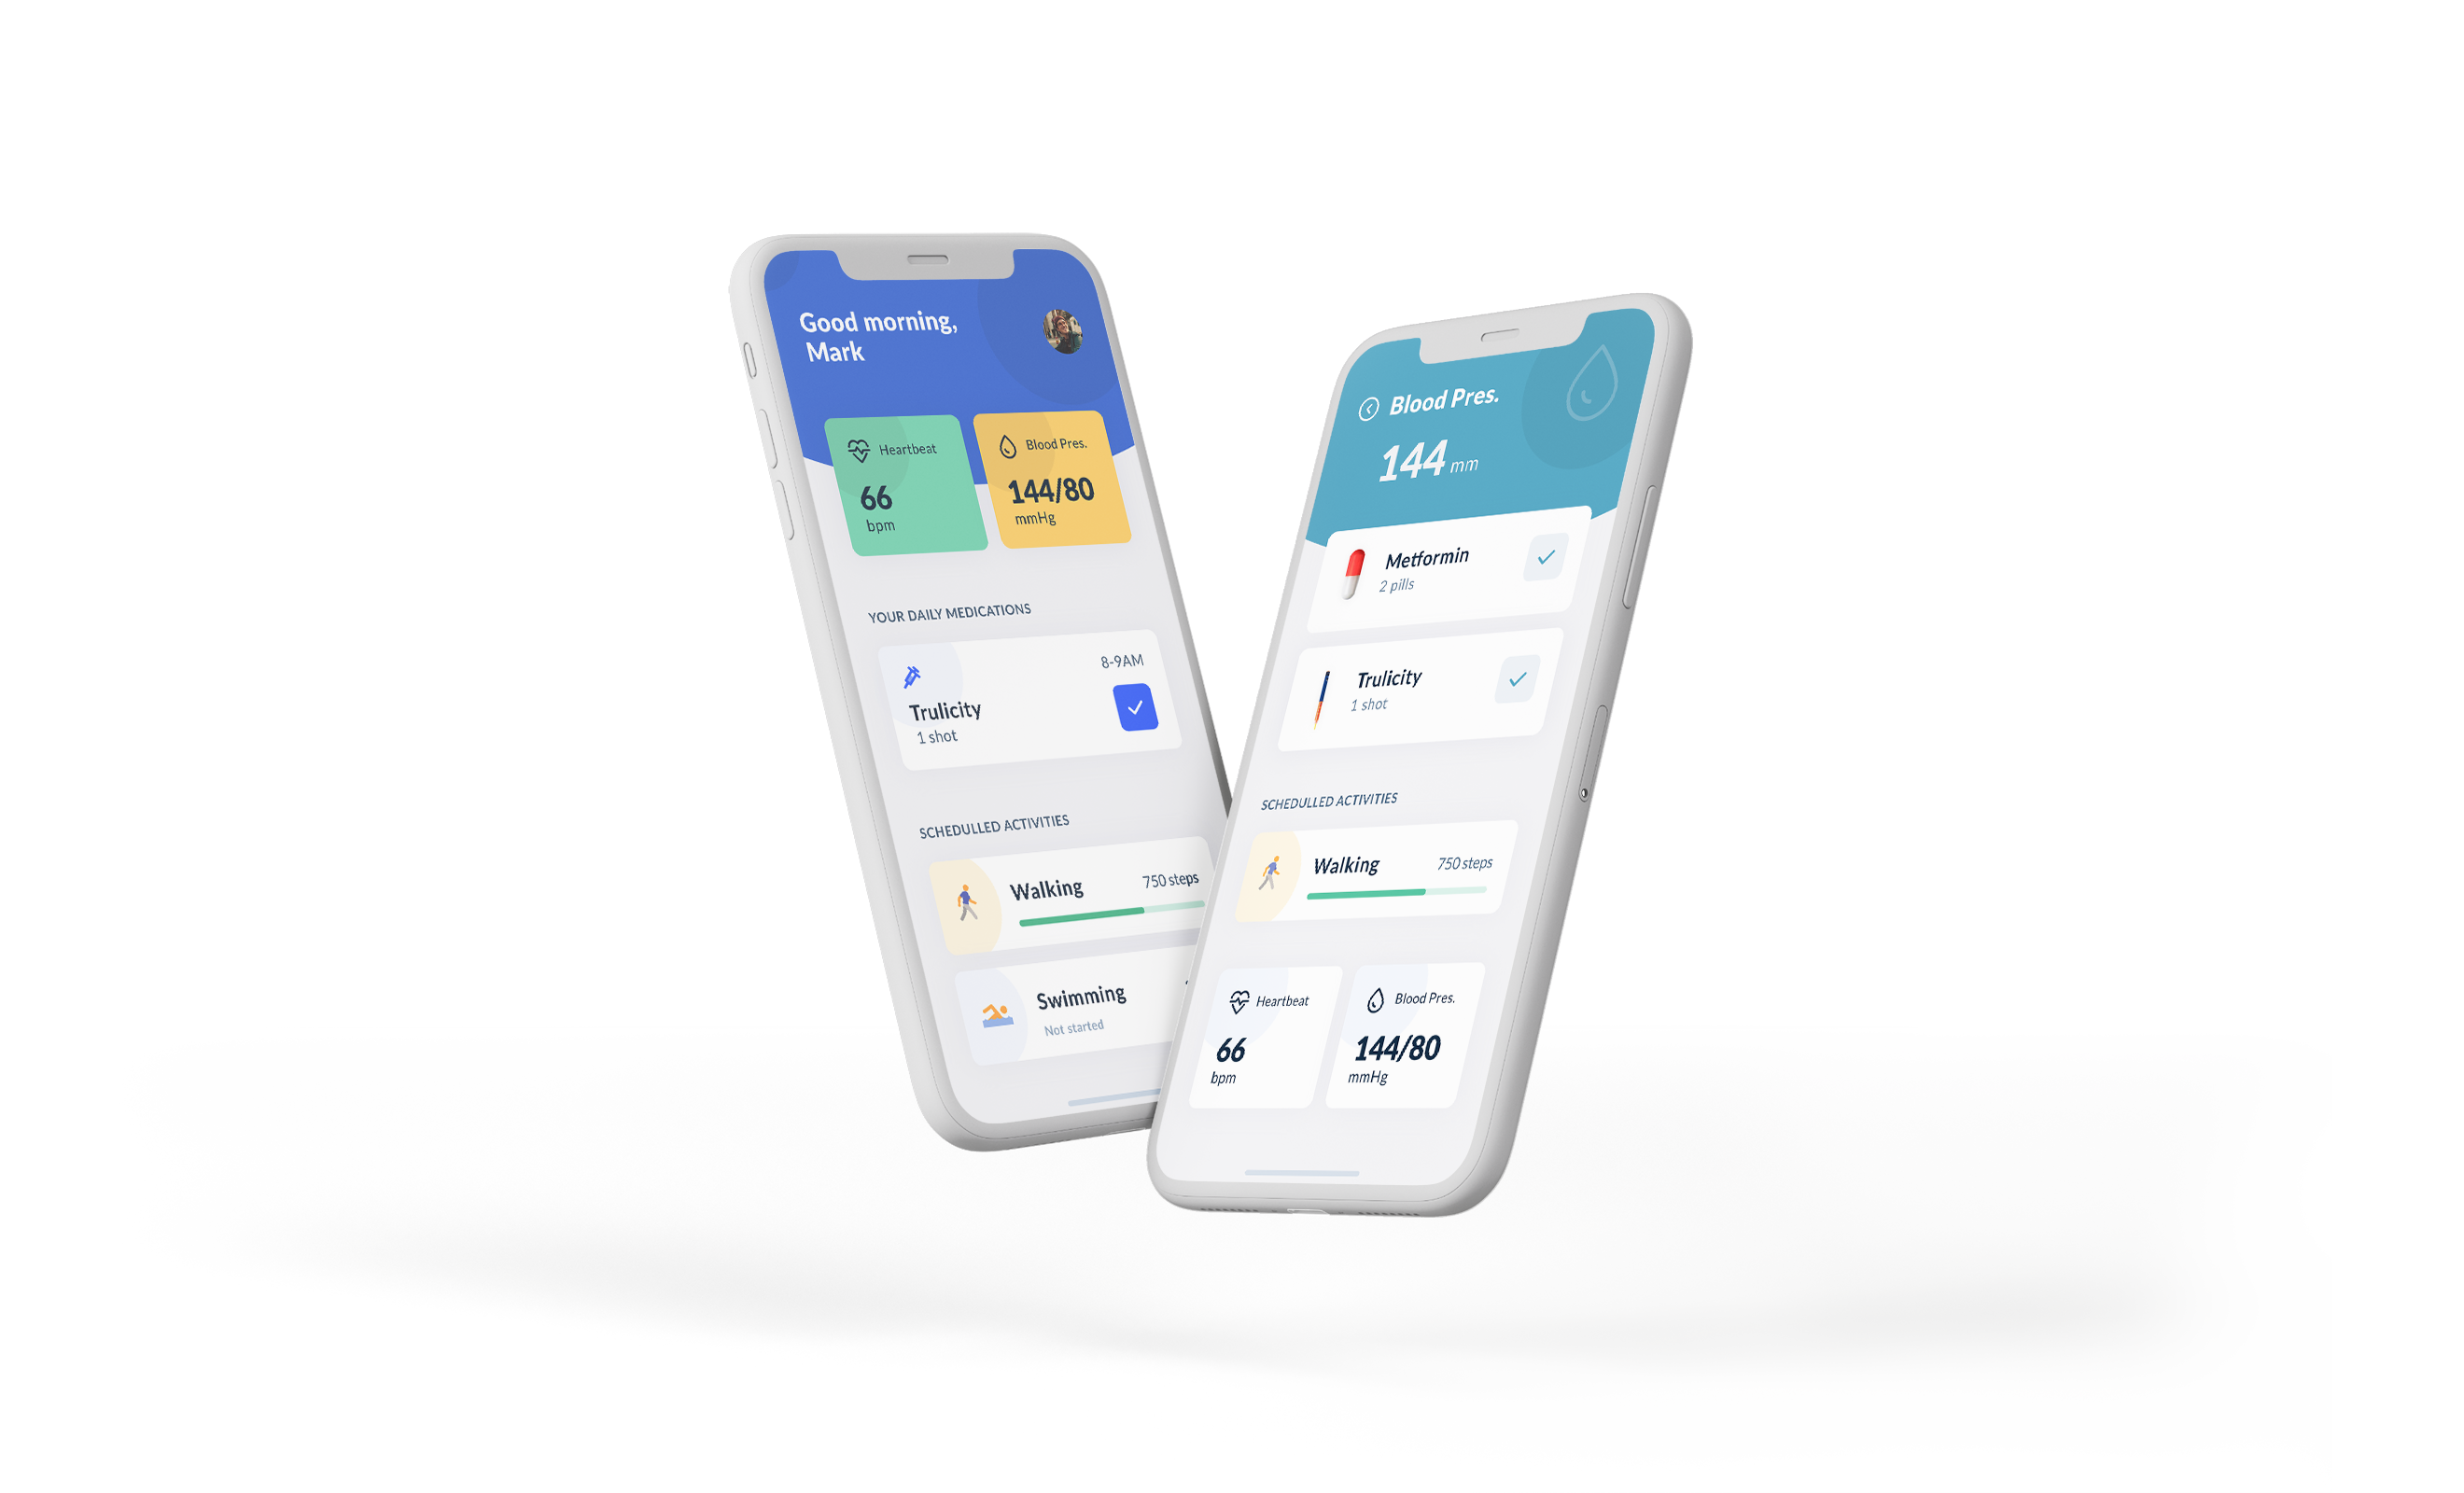 Good morning,
Mark
Heartbeat
66
bpm
Blood Pres.
144/80
mmHg
YOUR DAILY MEDICATIONS
8-9AM
Trulicity
1 shot
SCHEDULLED ACTIVITIES
Walking
750 steps
Swimming
Not started
Blood Pres.
144 mm
Metformin
2 pills
Trulicity
1 shot
SCHEDULLED ACTIVITIES
Walking
750 steps
Heartbeat
66
bpm
Blood Pres.
144/80
mmHg